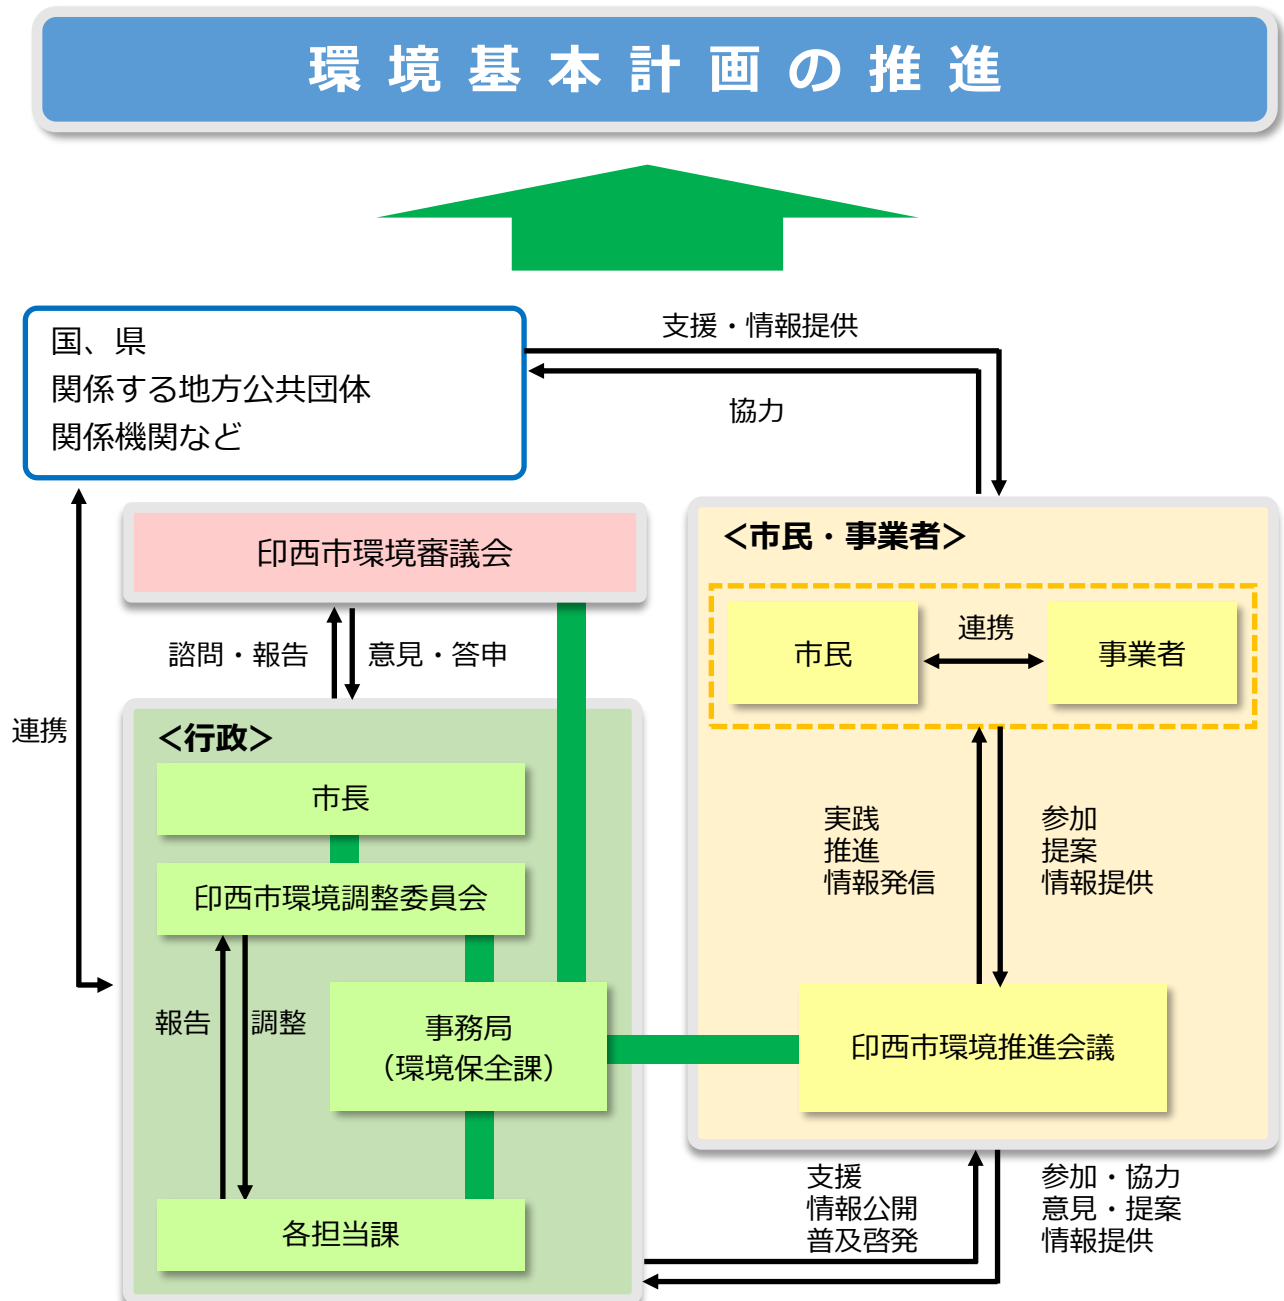 環境基本計画の推進
国、県
関係する地方公共団体
関係機関など
支援・情報提供
協力
印西市環境審議会
諮問・報告
意見・答申
連携
＜行政＞
市長
印西市環境調整委員会
報告
調整
事務局
（環境保全課）
各担当課
＜市民・事業者＞
市民
連携
事業者
実践
推進
情報発信
参加
提案
情報提供
印西市環境推進会議
支援
情報公開
普及啓発
参加・協力
意見・提案
情報提供